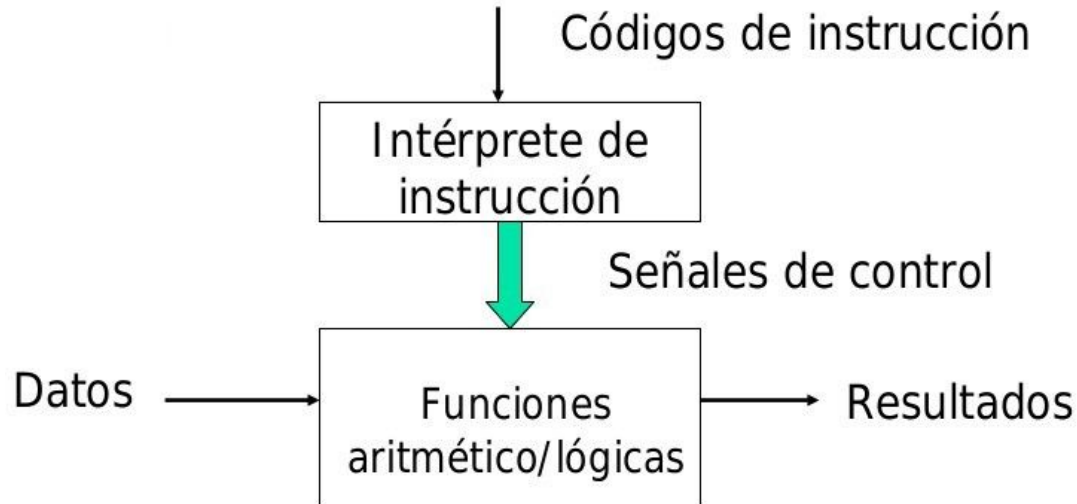 Códigos de instrucción
Intérprete de
instrucción
Señales de control
Datos
Funciones
aritmético/lógicas
Resultados